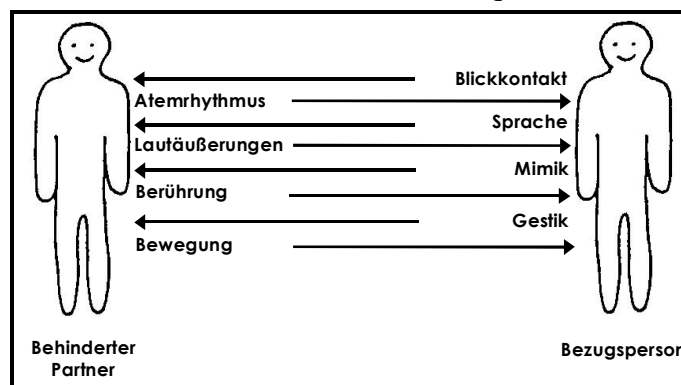 Blickkontakt
Atemrhythmus
Sprache
Lautäußerungen
Mimik
Berührung
Gestik
Bewegung
Behinderter
Partner
Bezugsperson